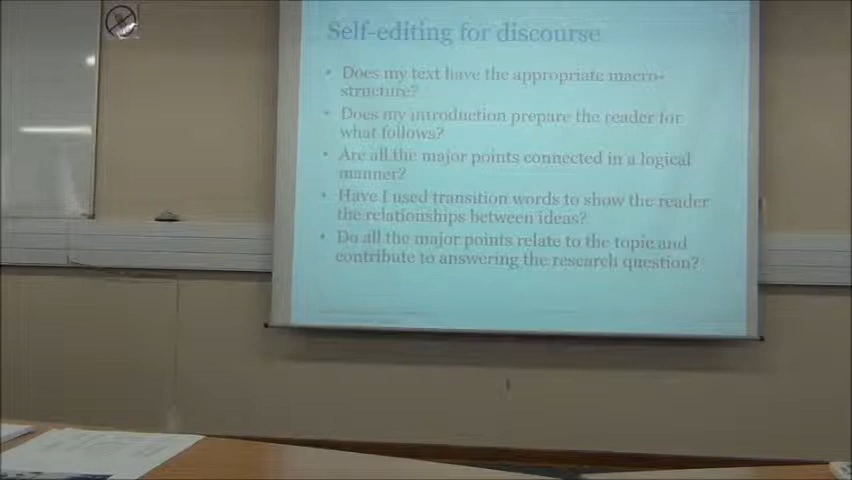 Self-editing for discourse
• Does my text have the appropriate macro-
structure?
• Does my introduction prepare the reader for
what follows?
• Are all the major points connected in a logical
manner?
• Have I used transition words to show the reader
the relationships between ideas?
• Do all the major points relate to the topic and
contribute to answering the research question?